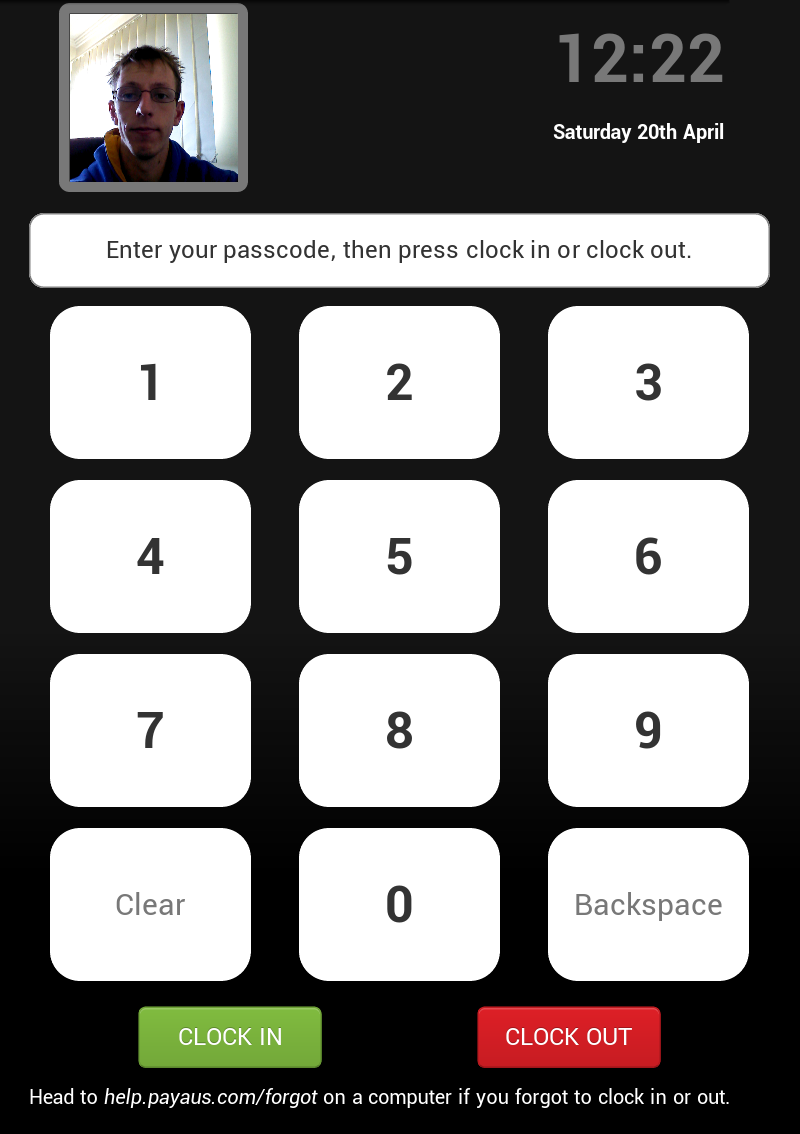 12:22
Saturday 20th April
Enter your passcode, then press clock in or clock out.
1 2 3
4 5 6
7 8 9
Clear 0 Backspace
CLOCK IN CLOCK OUT
Head to help.payaus.com/forgot on a computer if you forgot to clock in or out.